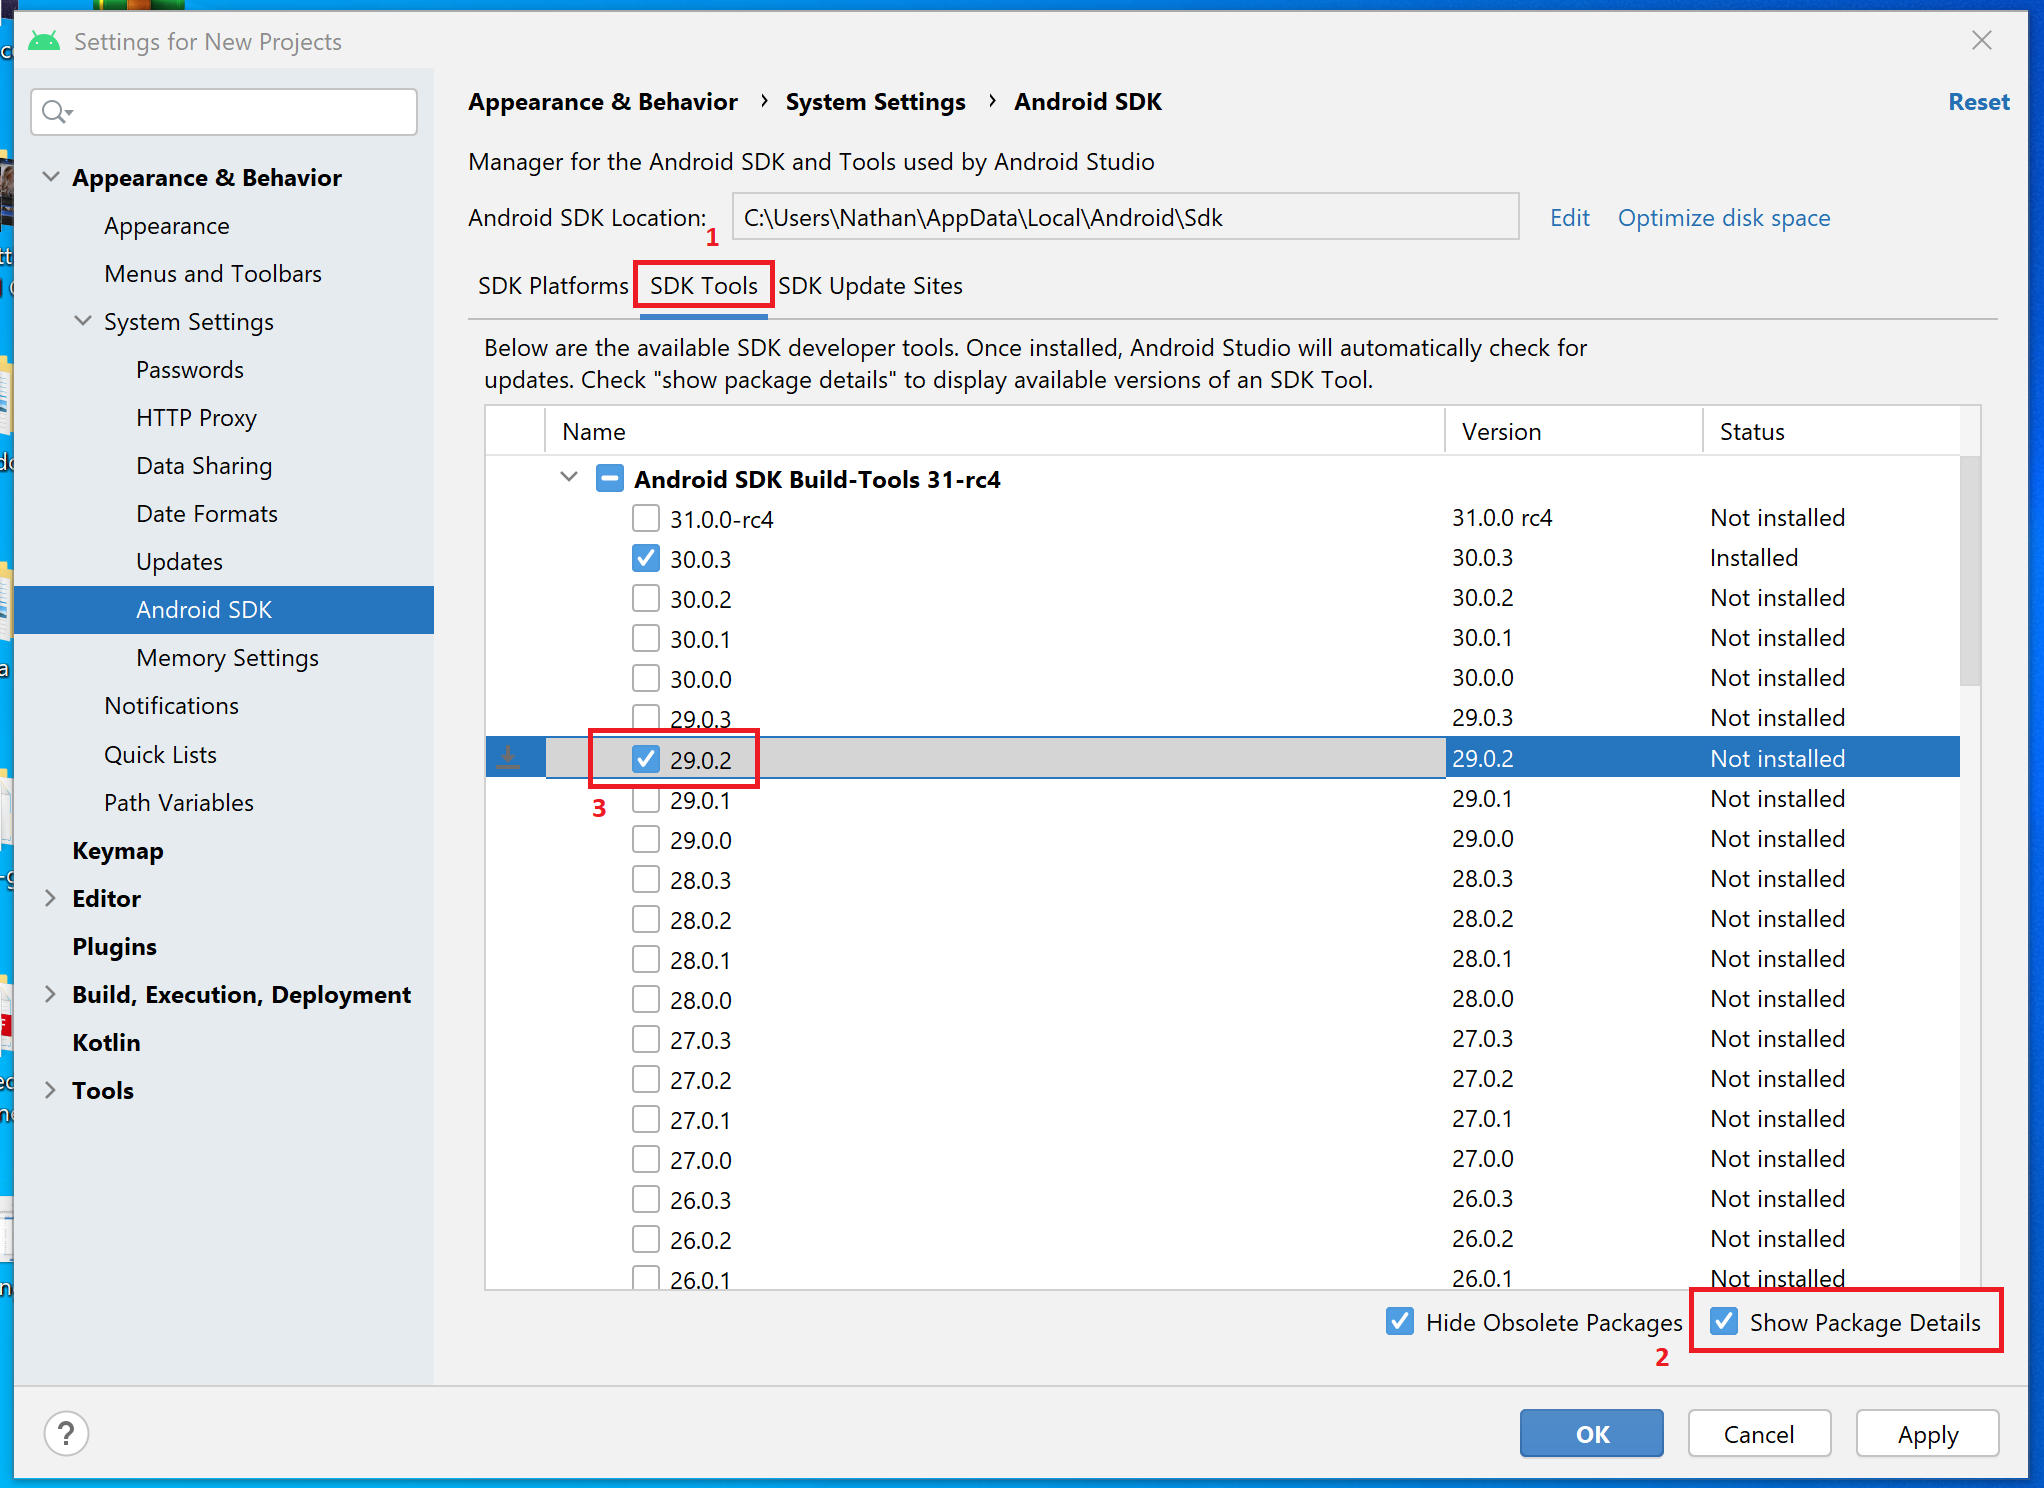 Settings for New Projects
Appearance & Behavior
Appearance
Menus and Toolbars
System Settings
Passwords
HTTP Proxy
Data Sharing
Date Formats
Updates
Android SDK
Memory Settings
Notifications
Quick Lists
Path Variables
Keymap
Editor
Plugins
Build, Execution, Deployment
Kotlin
Tools
Appearance & Behavior › System Settings › Android SDK
Reset
Manager for the Android SDK and Tools used by Android Studio
Android SDK Location: C:\Users\Nathan\AppData\Local\Android\Sdk Edit Optimize disk space
1
SDK Platforms SDK Tools SDK Update Sites
Below are the available SDK developer tools. Once installed, Android Studio will automatically check for
updates. Check "show package details" to display available versions of an SDK Tool.
Name Version Status
Android SDK Build-Tools 31-rc4
31.0.0-rc4 31.0.0 rc4 Not installed
30.0.3 30.0.3 Installed
30.0.2 30.0.2 Not installed
30.0.1 30.0.1 Not installed
30.0.0 30.0.0 Not installed
29.0.3 29.0.3 Not installed
29.0.2 29.0.2 Not installed
3
29.0.1 29.0.1 Not installed
29.0.0 29.0.0 Not installed
28.0.3 28.0.3 Not installed
28.0.2 28.0.2 Not installed
28.0.1 28.0.1 Not installed
28.0.0 28.0.0 Not installed
27.0.3 27.0.3 Not installed
27.0.2 27.0.2 Not installed
27.0.1 27.0.1 Not installed
27.0.0 27.0.0 Not installed
26.0.3 26.0.3 Not installed
26.0.2 26.0.2 Not installed
26.0.1 26.0.1 Not installed
Hide Obsolete Packages Show Package Details
2
? OK Cancel Apply